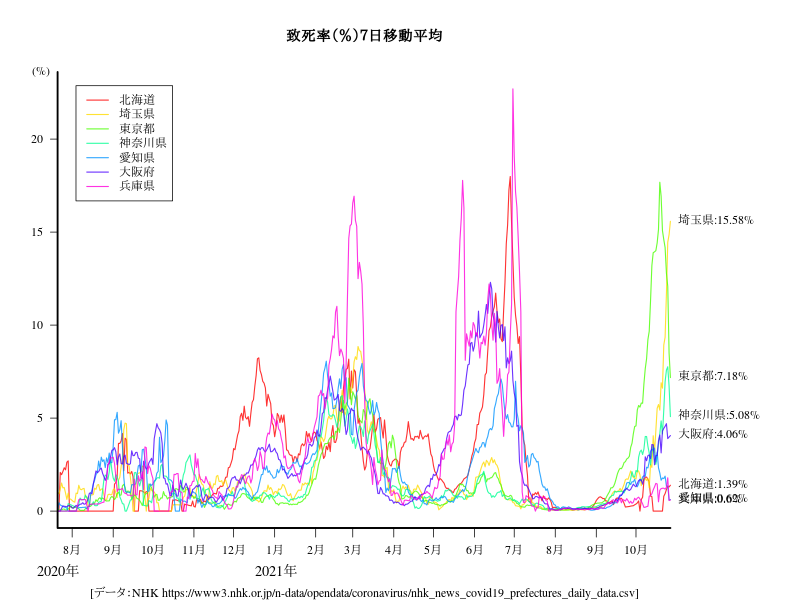 致死率(%)7日移動平均
(%)
北海道
埼玉県
東京都
神奈川県
愛知県
大阪府
兵庫県
20
15
10
5
0
埼玉県:15.58%
東京都:7.18%
神奈川県:5.08%
大阪府:4.06%
北海道:1.39%
8月 9月 10月 11月 12月 1月 2月 3月 4月 5月 6月 7月 8月 9月 10月
2020年 2021年
[データ:NHK https://www3.nhk.or.jp/n-data/opendata/coronavirus/nhk_news_covid19_prefectures_daily_data.csv]